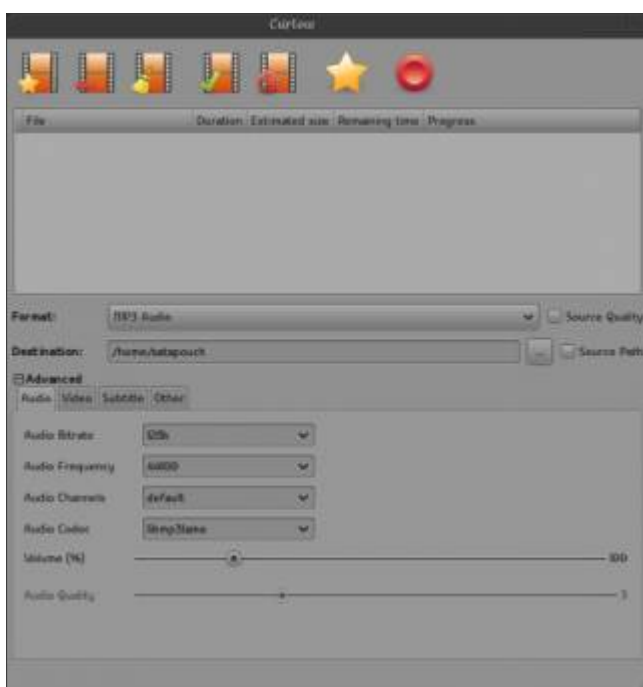 Curlew
File Duration Estimated size Remaining time Progress
Format: MP3 Audio Source Quality
Destination: /home/satapouch ... Source Path
Advanced
Audio Video Subtitle Other
Audio Bitrate 128k
Audio Frequency 44100
Audio Channels default
Audio Codec libmp3lame
Volume (%) 100
Audio Quality 3